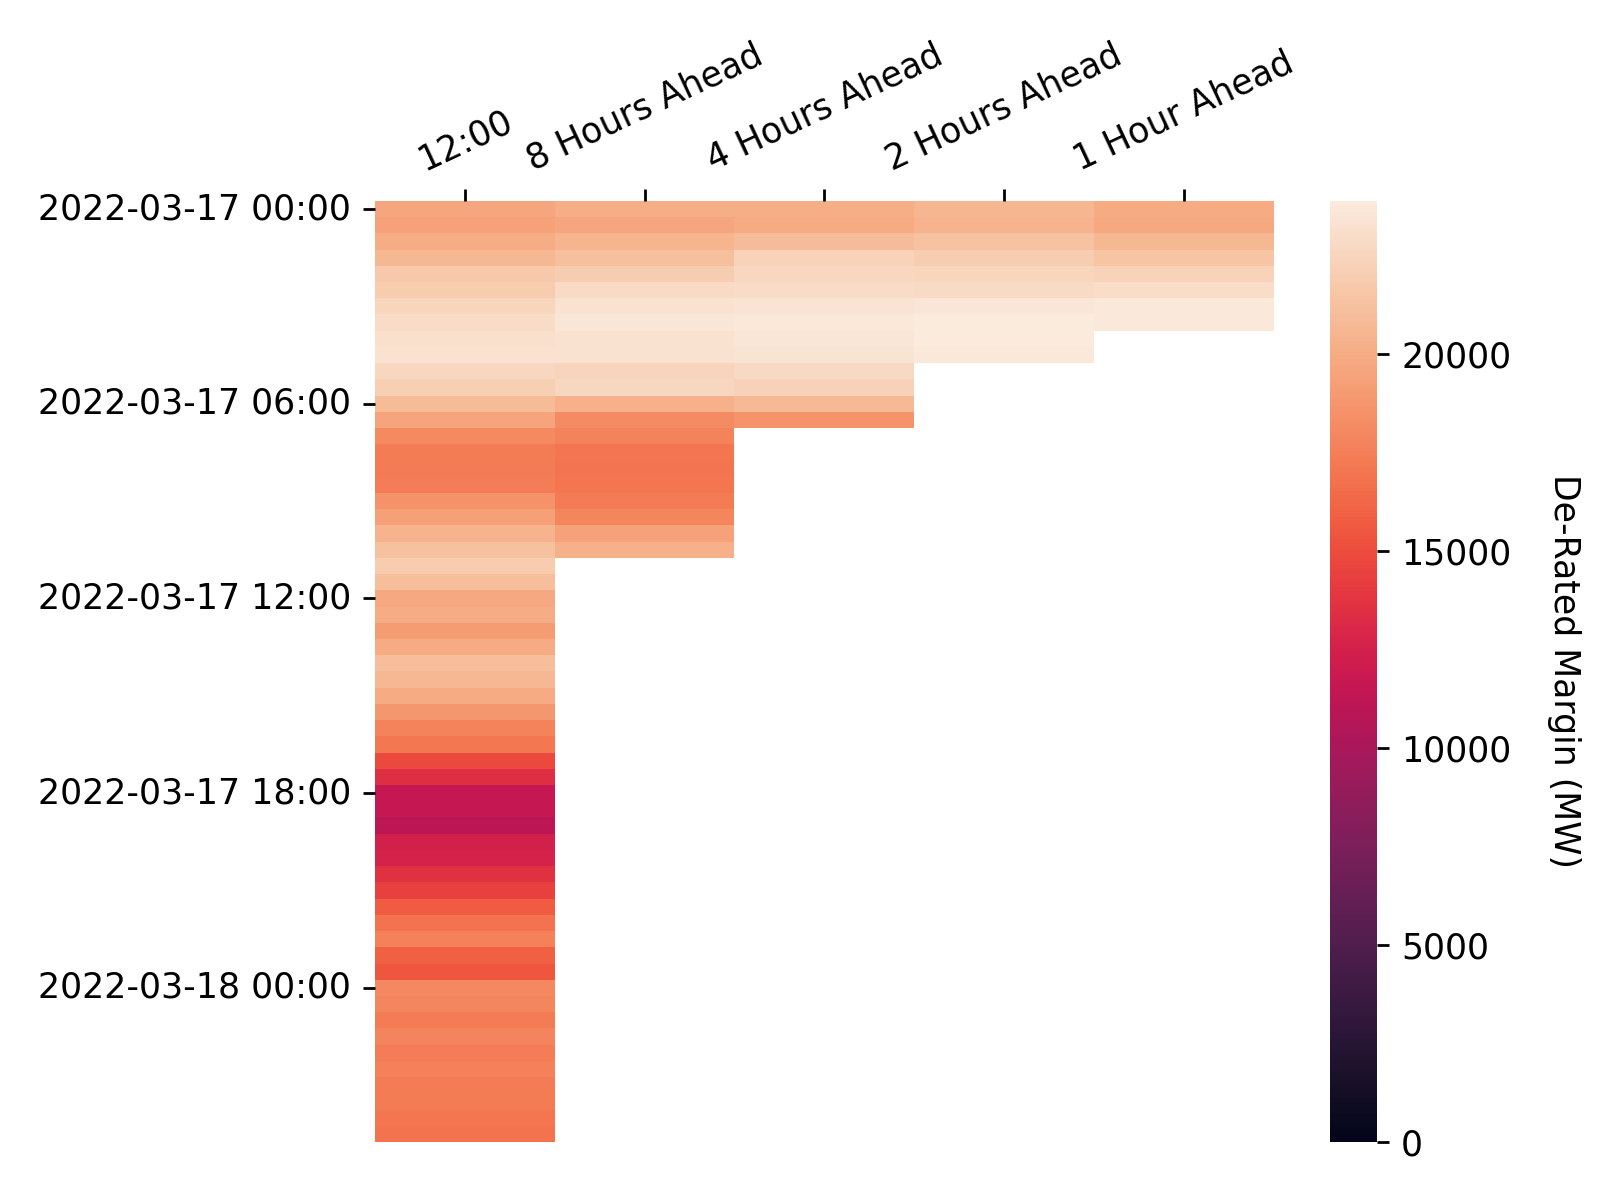 12:00
8 Hours Ahead
4 Hours Ahead
2 Hours Ahead
1 Hour Ahead
2022-03-17 00:00
2022-03-17 06:00
2022-03-17 12:00
2022-03-17 18:00
2022-03-18 00:00
20000
15000
10000
5000
0
De-Rated Margin (MW)